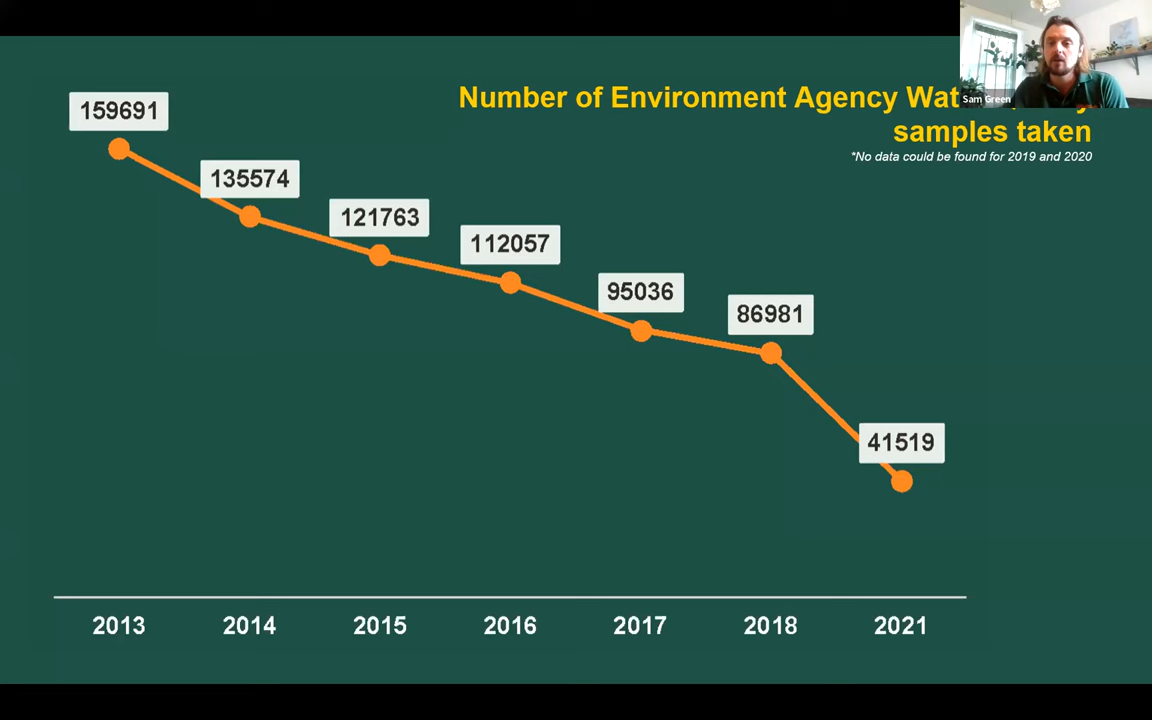 Number of Environment Agency
samples taken
*No data could be found for 2019 and 2020
Sam Green
159691
135574
121763
112057
95036
86981
41519
2013 2014 2015 2016 2017 2018 2021